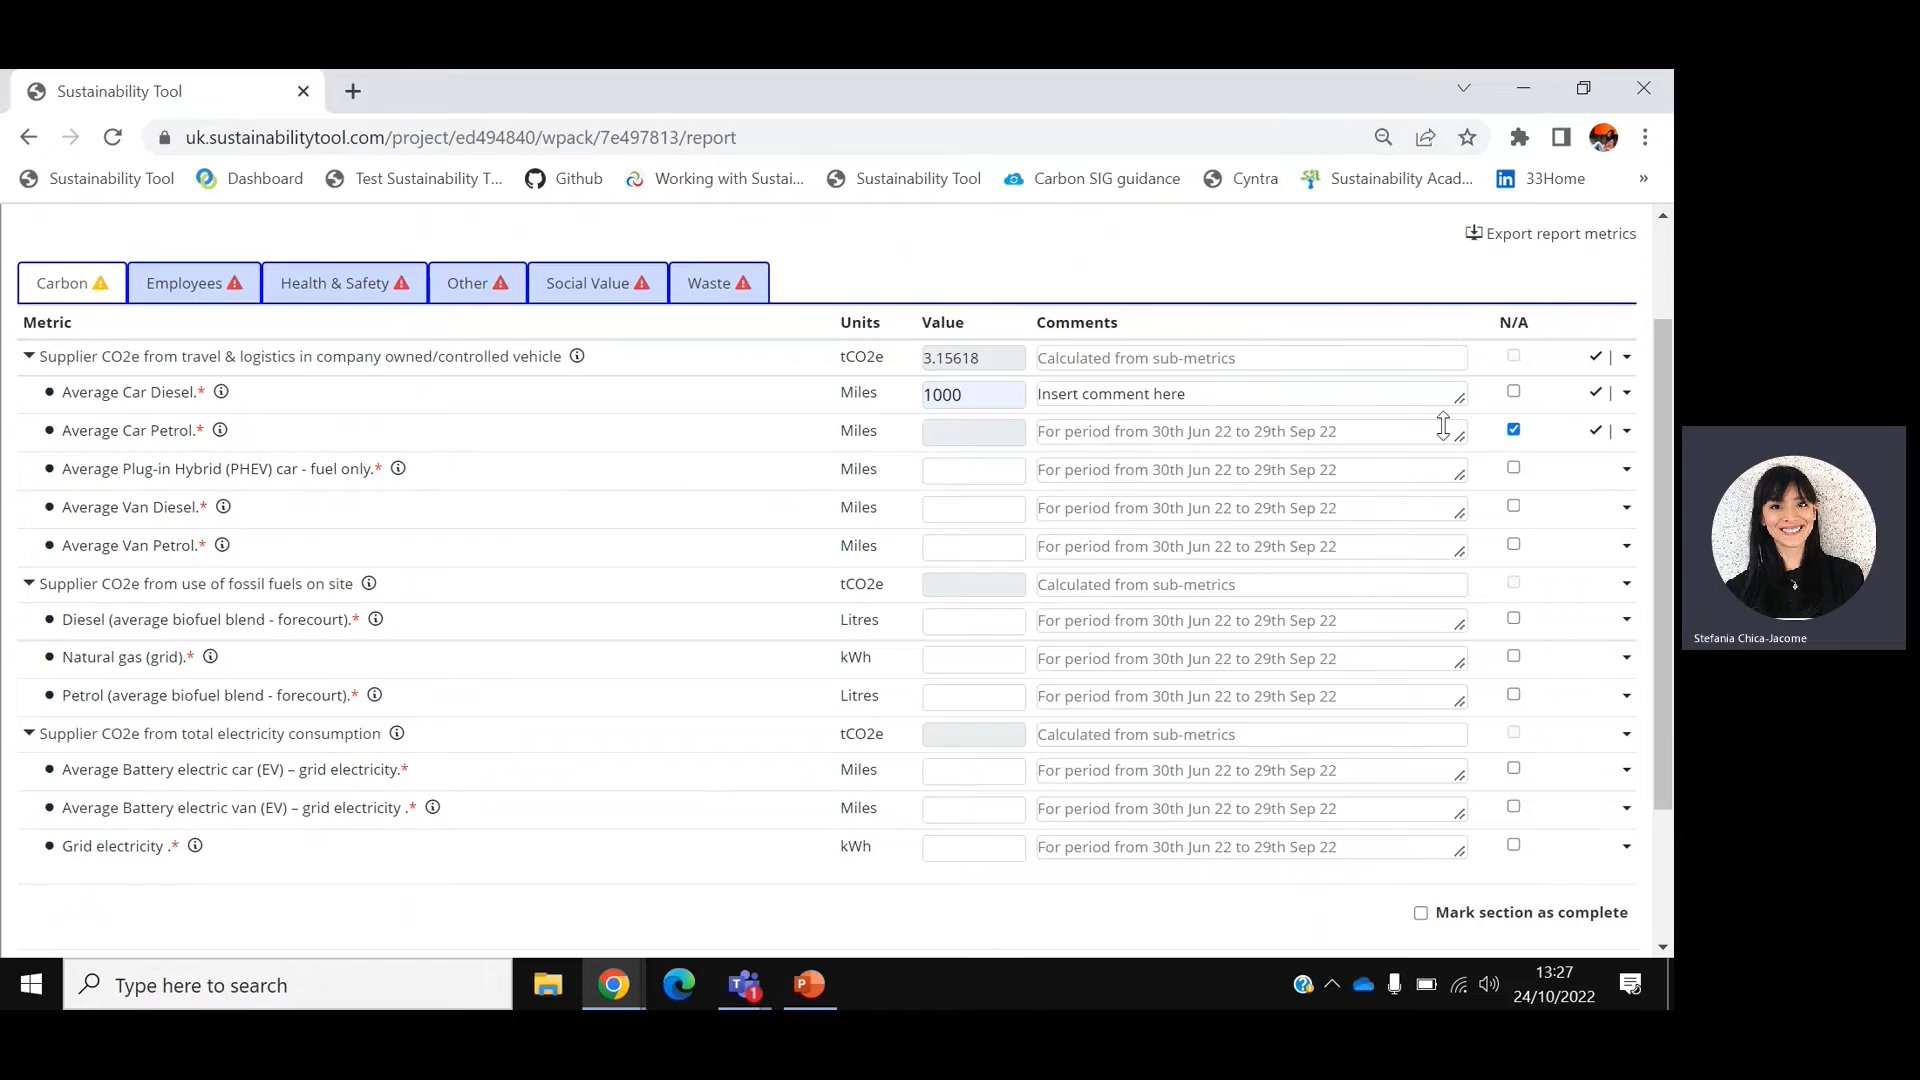 Sustainability Tool
uk.sustainabilitytool.com/project/ed494840/wpack/7e497813/report
Sustainability Tool Dashboard Test Sustainability T... Github Working with Sustai... Sustainability Tool Carbon SIG guidance Cyntra Sustainability Acad... 33Home »
Export report metrics
Carbon Employees Health & Safety Other Social Value Waste
Metric Units Value Comments N/A
Supplier CO2e from travel & logistics in company owned/controlled vehicle tCO2e 3.15618 Calculated from sub-metrics
Average Car Diesel.* Miles 1000 Insert comment here
Average Car Petrol.* Miles For period from 30th Jun 22 to 29th Sep 22
Average Plug-in Hybrid (PHEV) car - fuel only.* Miles For period from 30th Jun 22 to 29th Sep 22
Average Van Diesel.* Miles For period from 30th Jun 22 to 29th Sep 22
Average Van Petrol.* Miles For period from 30th Jun 22 to 29th Sep 22
Supplier CO2e from use of fossil fuels on site tCO2e Calculated from sub-metrics
Diesel (average biofuel blend - forecourt).* Litres For period from 30th Jun 22 to 29th Sep 22
Natural gas (grid).* kWh For period from 30th Jun 22 to 29th Sep 22
Petrol (average biofuel blend - forecourt).* Litres For period from 30th Jun 22 to 29th Sep 22
Supplier CO2e from total electricity consumption tCO2e Calculated from sub-metrics
Average Battery electric car (EV) – grid electricity.* Miles For period from 30th Jun 22 to 29th Sep 22
Average Battery electric van (EV) – grid electricity .* Miles For period from 30th Jun 22 to 29th Sep 22
Grid electricity .* kWh For period from 30th Jun 22 to 29th Sep 22
Mark section as complete
Stefania Chica-Jacome
Type here to search
13:27
24/10/2022